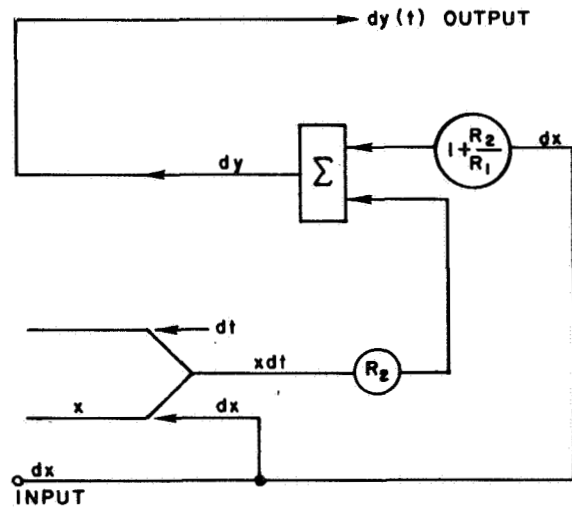 dy(t) OUTPUT
1+R2/R1
dx
dy
Σ
dt
xdt
R2
x
dx
dx
INPUT